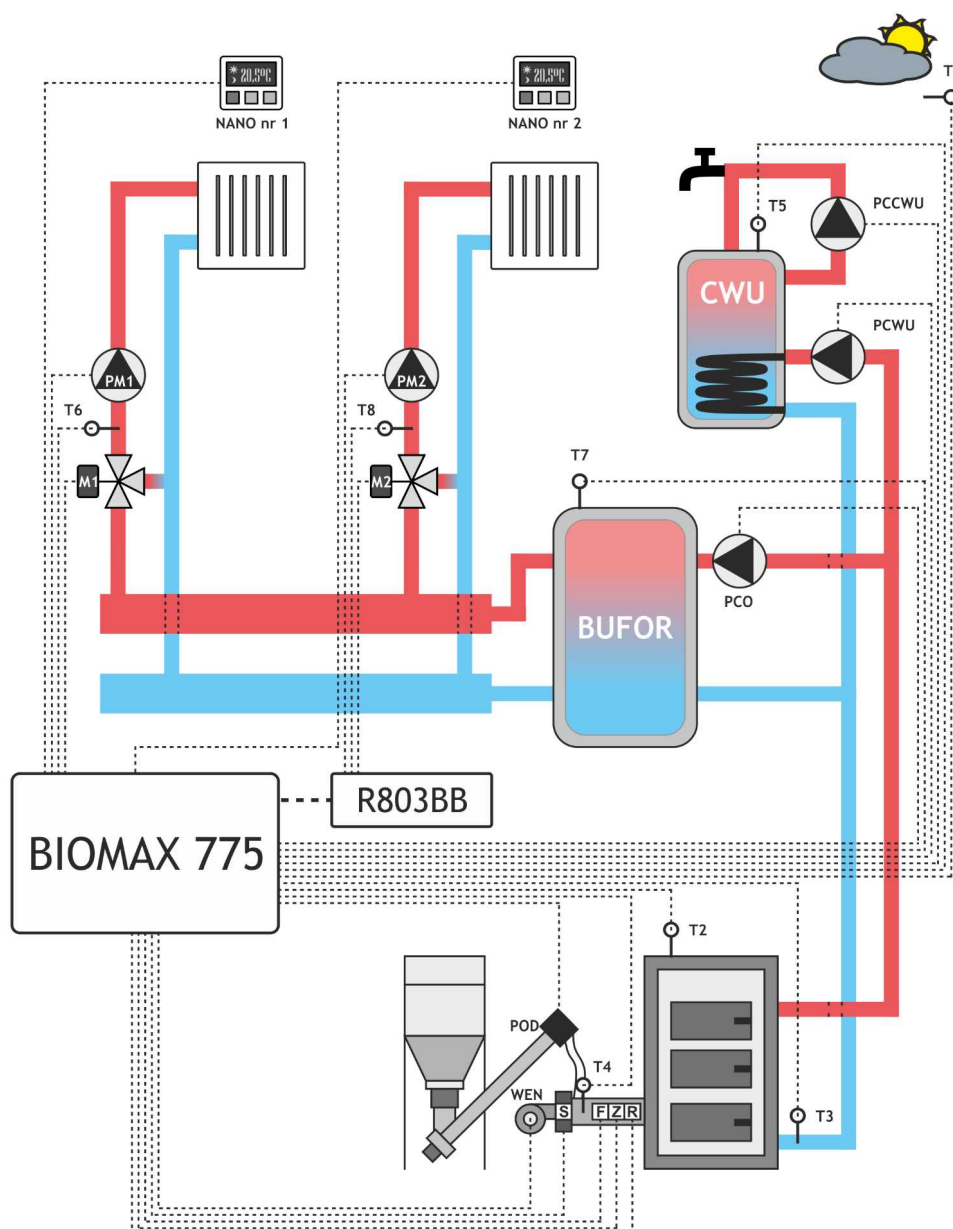 20,5°C
20,5°C
T
NANO nr 1
NANO nr 2
T5
PCCWU
CWU
PCWU
PM1
PM2
T6
T8
T7
M1
M2
PCO
BUFOR
R803BB
BIOMAX 775
T2
POD
T4
WEN
S
F
Z
R
T3